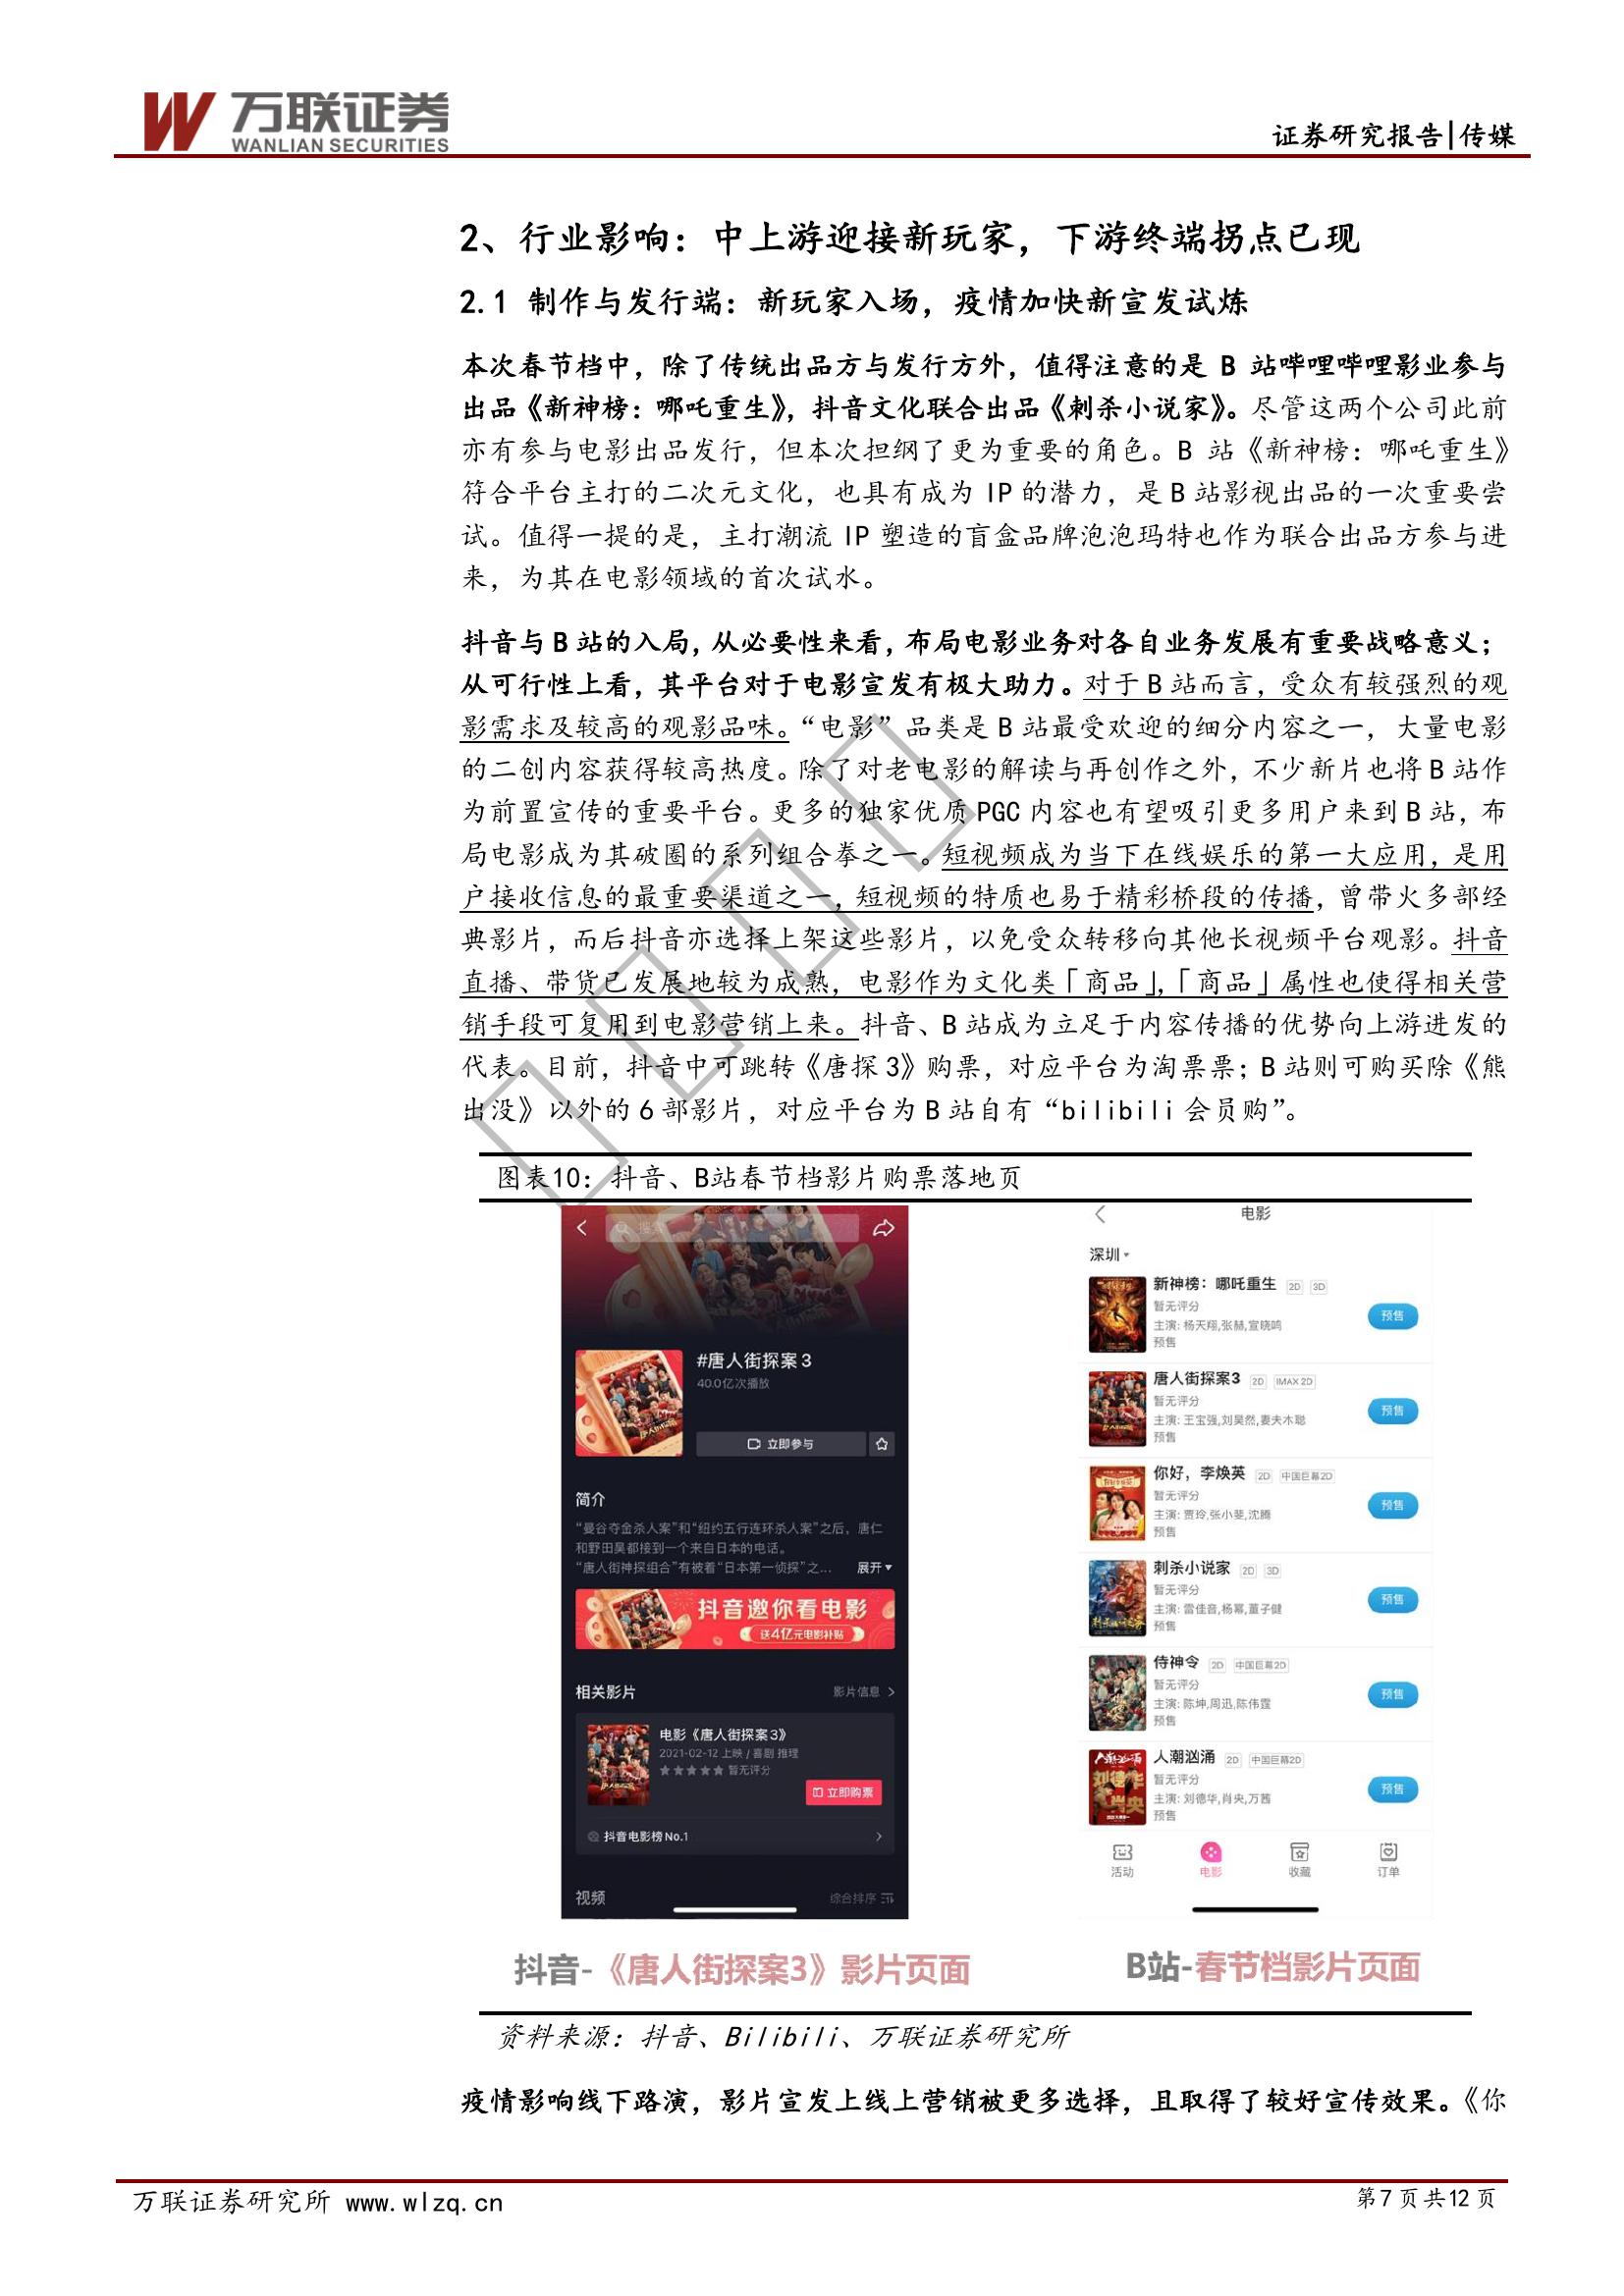 万联证券
WANLIAN SECURITIES
证券研究报告|传媒
2、行业影响：中上游迎接新玩家，下游终端拐点已现
2.1 制作与发行端：新玩家入场，疫情加快新宣发试炼
本次春节档中，除了传统出品方与发行方外，值得注意的是 B 站哔哩哔哩影业参与
出品《新神榜：哪吒重生》，抖音文化联合出品《刺杀小说家》。尽管这两个公司此前
亦有参与电影出品发行，但本次担纲了更为重要的角色。B 站《新神榜：哪吒重生》
符合平台主打的二次元文化，也具有成为 IP 的潜力，是 B 站影视出品的一次重要尝
试。值得一提的是，主打潮流 IP 塑造的盲盒品牌泡泡玛特也作为联合出品方参与进
来，为其在电影领域的首次试水。
抖音与 B 站的入局，从必要性来看，布局电影业务对各自业务发展有重要战略意义；
从可行性上看，其平台对于电影宣发有极大助力。对于 B 站而言，受众有较强烈的观
影需求及较高的观影品味。“电影”品类是 B 站最受欢迎的细分内容之一，大量电影
的二创内容获得较高热度。除了对老电影的解读与再创作之外，不少新片也将 B 站作
为前置宣传的重要平台。更多的独家优质 PGC 内容也有望吸引更多用户来到 B 站，布
局电影成为其破圈的系列组合拳之一。短视频成为当下在线娱乐的第一大应用，是用
户接收信息的最重要渠道之一，短视频的特质也易于精彩桥段的传播，曾带火多部经
典影片，而后抖音亦选择上架这些影片，以免受众转移向其他长视频平台观影。抖音
直播、带货已发展地较为成熟，电影作为文化类「商品」，「商品」属性也使得相关营
销手段可复用到电影营销上来。抖音、B 站成为立足于内容传播的优势向上游进发的
代表。目前，抖音中可跳转《唐探 3》购票，对应平台为淘票票；B 站则可购买除《熊
出没》以外的 6 部影片，对应平台为 B 站自有“bilibili 会员购”。
图表10：抖音、B站春节档影片购票落地页
#唐人街探案3
40.0亿次播放
立即参与
简介
“曼谷夺金杀人案”和“纽约五行连环杀人案”之后，唐仁
和野田昊都接到一个来自日本的电话。
“唐人街神探组合”有被着“日本第一侦探”之... 展开
抖音邀你看电影
送4亿元电影补贴
相关影片 影片信息
电影《唐人街探案3》
2021-02-12 上映 / 喜剧 推理
暂无评分
立即购票
抖音电影榜No.1
视频 综合排序
电影
深圳
新神榜：哪吒重生 2D 3D
暂无评分
主演: 杨天翔,张赫,宣晓鸣
预售
预售
唐人街探案3 2D IMAX 2D
暂无评分
主演: 王宝强,刘昊然,妻夫木聪
预售
预售
你好，李焕英 2D 中国巨幕2D
暂无评分
主演: 贾玲,张小斐,沈腾
预售
预售
刺杀小说家 2D 3D
暂无评分
主演: 雷佳音,杨幂,董子健
预售
预售
侍神令 2D 中国巨幕2D
暂无评分
主演: 陈坤,周迅,陈伟霆
预售
预售
人潮汹涌 2D 中国巨幕2D
暂无评分
主演: 刘德华,肖央,万茜
预售
预售
活动 电影 收藏 订单
抖音-《唐人街探案3》影片页面
B站-春节档影片页面
资料来源：抖音、Bilibili、万联证券研究所
疫情影响线下路演，影片宣发上线上营销被更多选择，且取得了较好宣传效果。《你
万联证券研究所 www.wlzq.cn
第 7 页 共 12 页